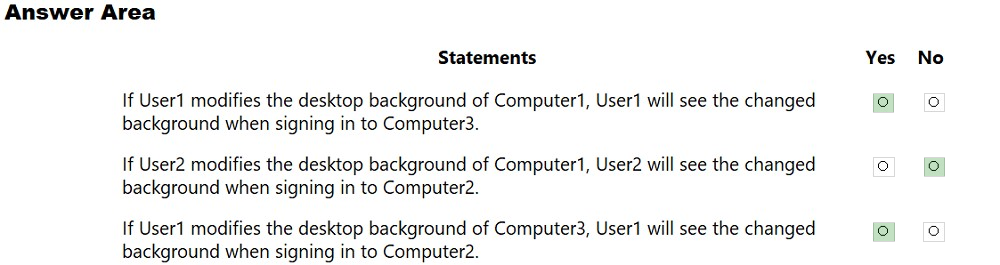 Answer Area
Statements Yes No
If User1 modifies the desktop background of Computer1, User1 will see the changed
background when signing in to Computer3.
If User2 modifies the desktop background of Computer1, User2 will see the changed
background when signing in to Computer2.
If User1 modifies the desktop background of Computer3, User1 will see the changed
background when signing in to Computer2.